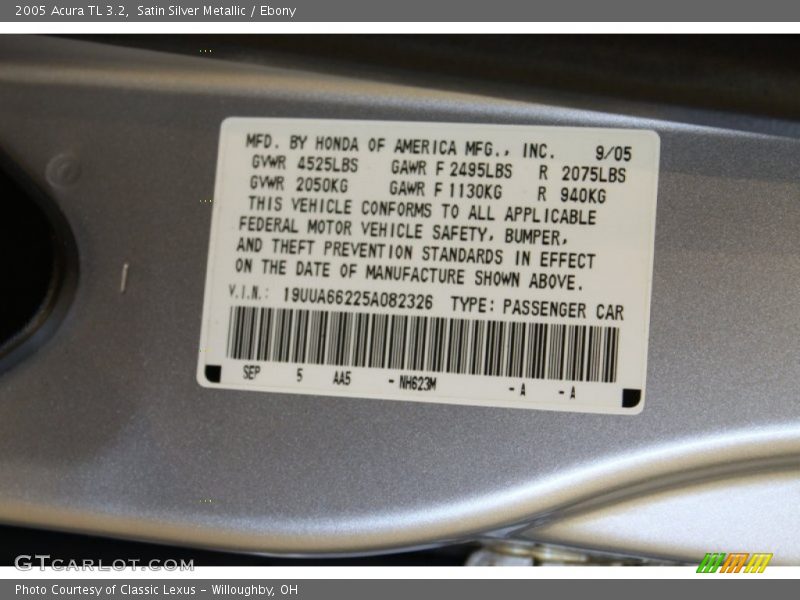 2005 Acura TL 3.2,  Satin Silver Metallic / Ebony
MFD. BY HONDA OF AMERICA MFG., INC. 9/05
GVWR 4525LBS GAWR F 2495LBS R 2075LBS
GVWR 2050KG GAWR F 1130KG R 940KG
THIS VEHICLE CONFORMS TO ALL APPLICABLE
FEDERAL MOTOR VEHICLE SAFETY, BUMPER,
AND THEFT PREVENTION STANDARDS IN EFFECT
ON THE DATE OF MANUFACTURE SHOWN ABOVE.
V.I.N.: 19UUA66225A082326 TYPE: PASSENGER CAR
SEP 5 AA5 - NH623M - A - A
GTCarLot.com
Photo Courtesy of Classic Lexus - Willoughby, OH